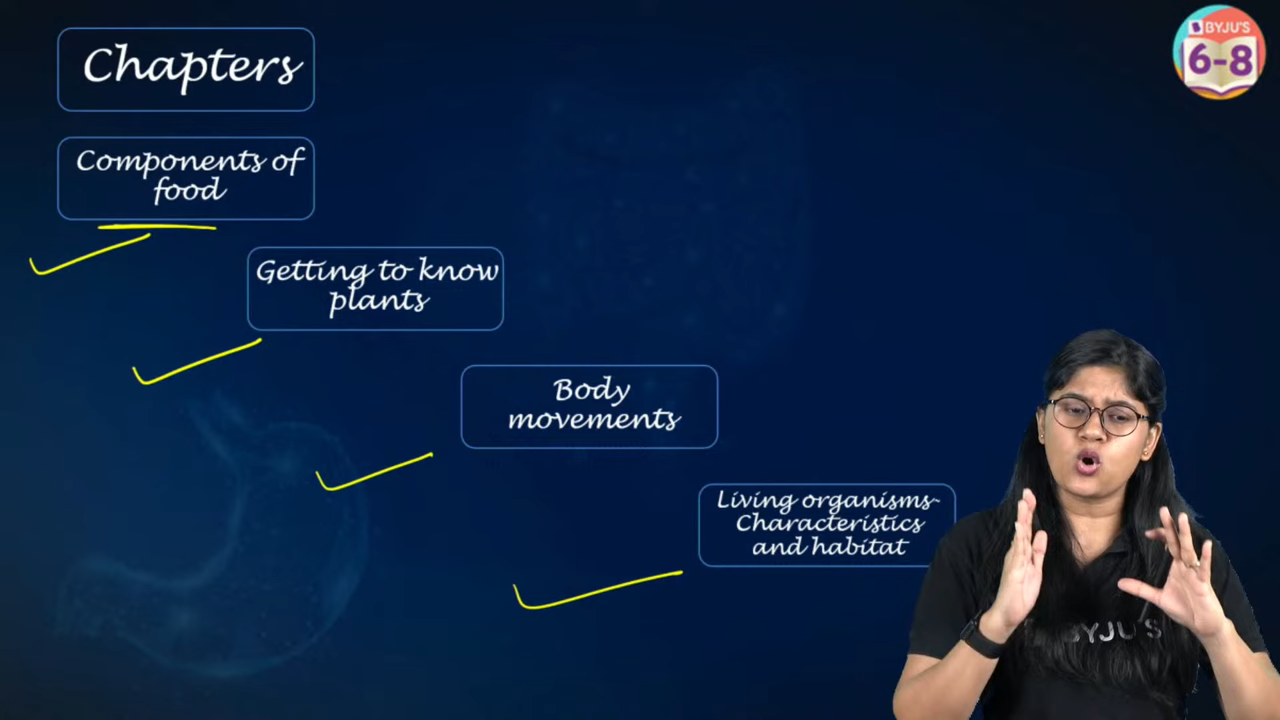 Chapters
BYJU'S
6-8
Components of
food
Getting to know
plants
Body
movements
Living organisms-
Characteristics
and habitat
BYJU'S